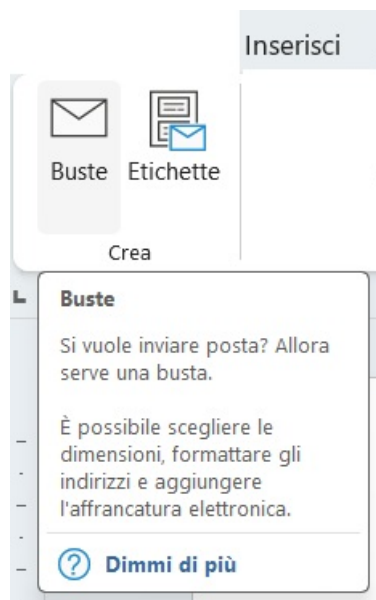 Inserisci
Buste Etichette
Crea
Buste
Si vuole inviare posta? Allora
serve una busta.
È possibile scegliere le
dimensioni, formattare gli
indirizzi e aggiungere
l'affrancatura elettronica.
Dimmi di più